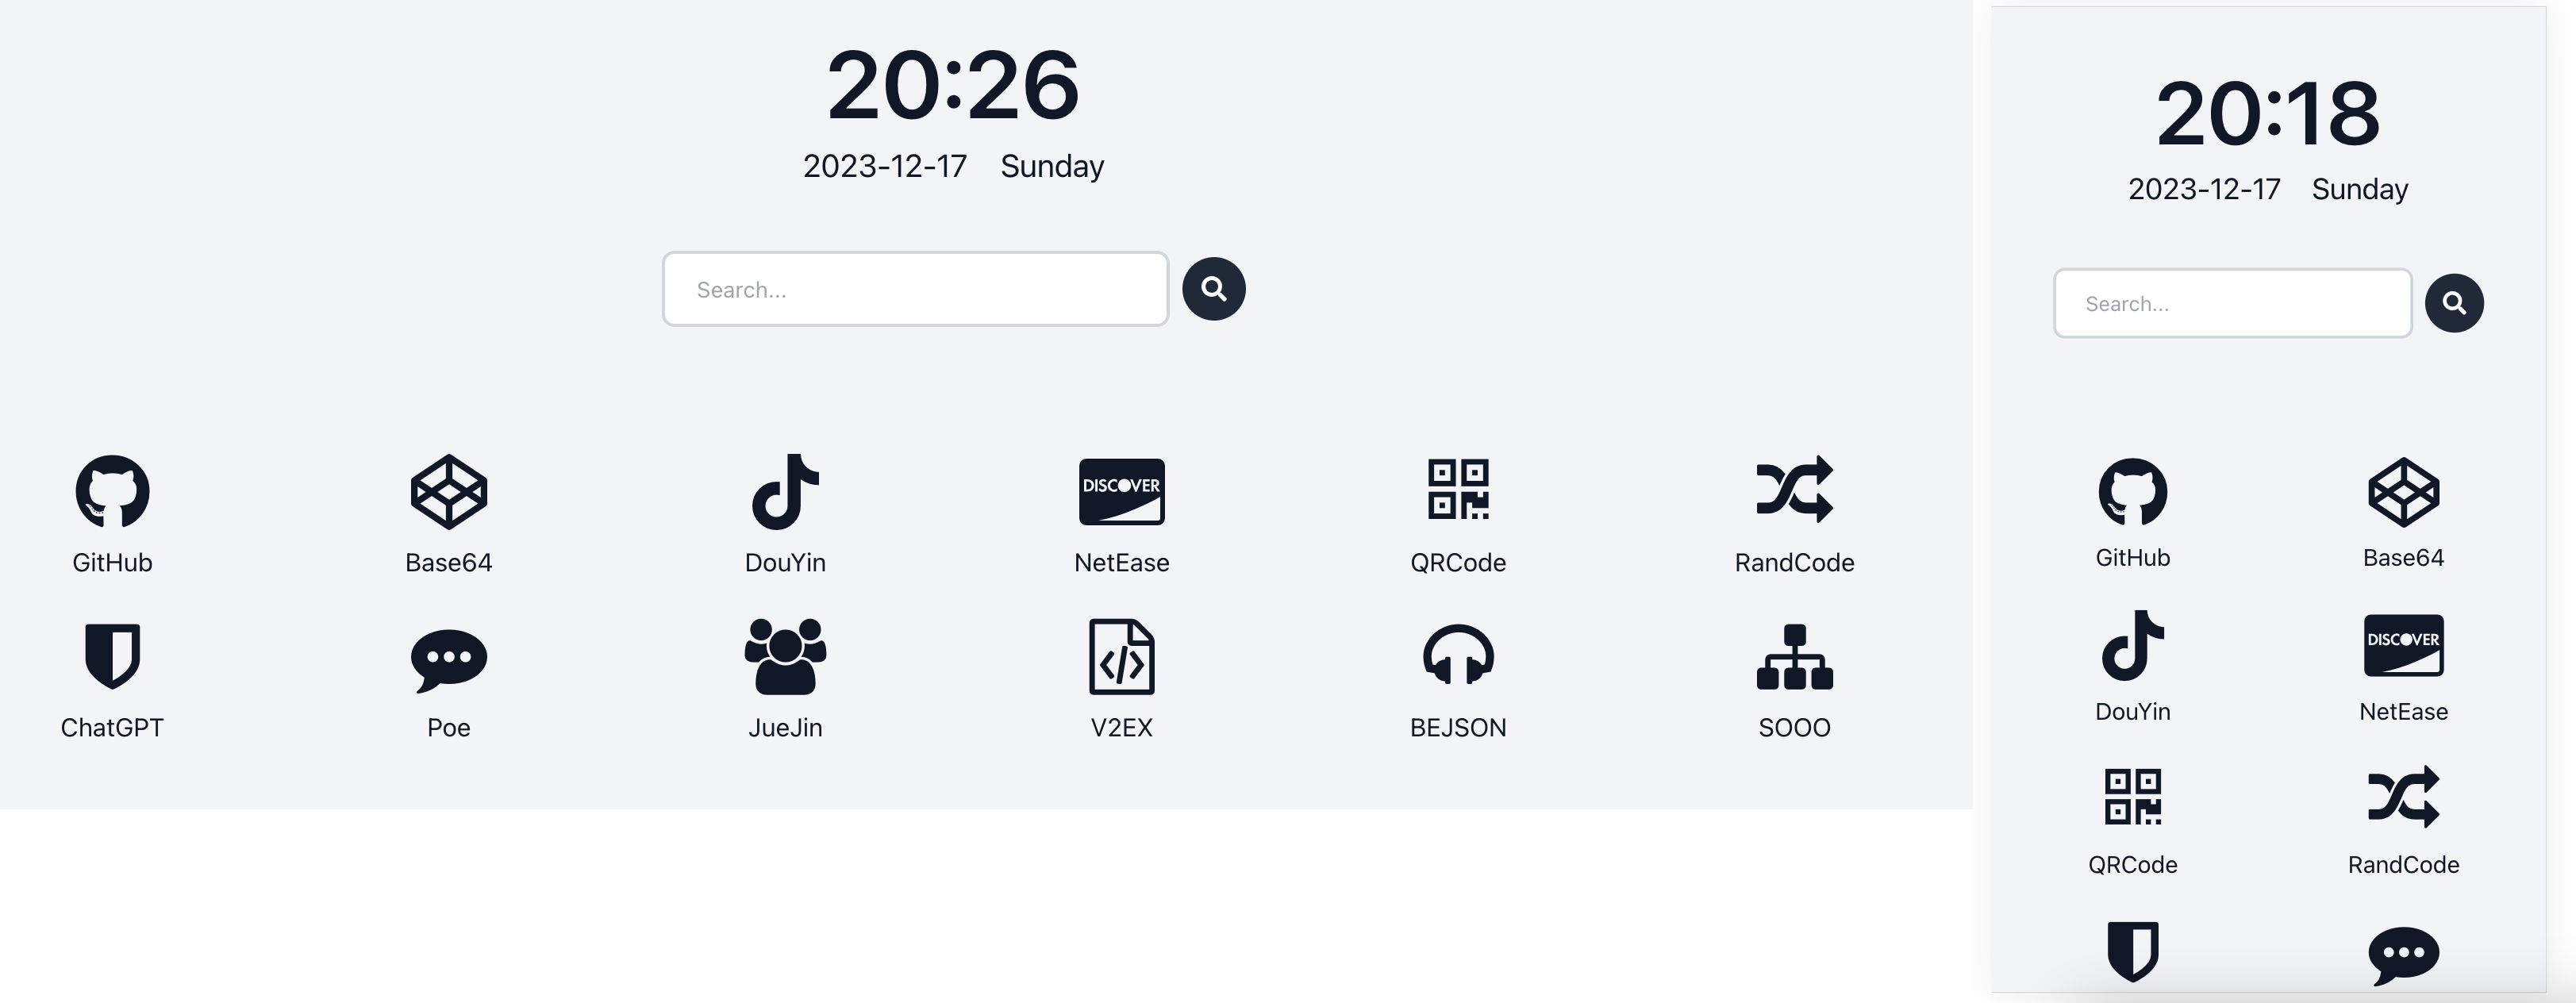 20:26
2023-12-17 Sunday
Search...
GitHub Base64 DouYin DISCOVER NetEase QRCode RandCode
ChatGPT Poe JueJin V2EX BEJSON SOOO
20:18
2023-12-17 Sunday
Search...
GitHub Base64
DISCOVER
DouYin NetEase
QRCode RandCode